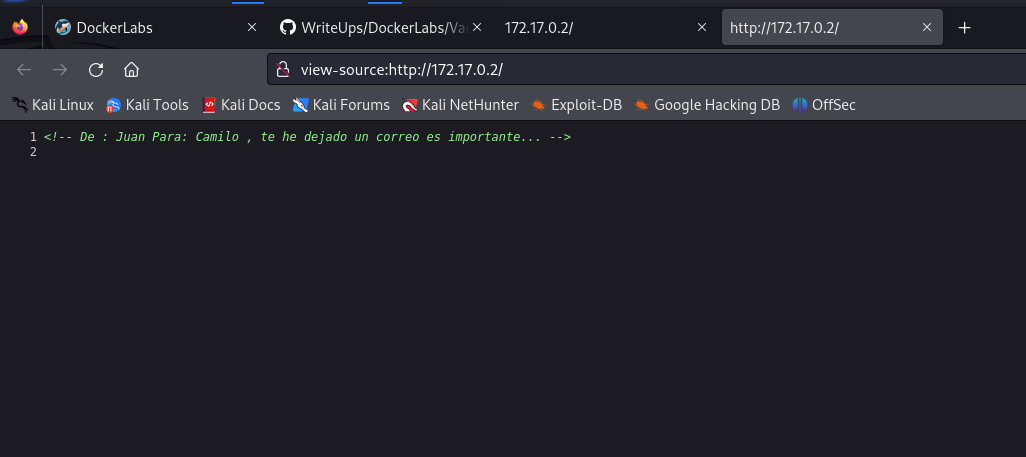 DockerLabs
WriteUps/DockerLabs/Vac
172.17.0.2/
http://172.17.0.2/
view-source:http://172.17.0.2/
Kali Linux
Kali Tools
Kali Docs
Kali Forums
Kali NetHunter
Exploit-DB
Google Hacking DB
OffSec
1 <!-- De : Juan Para: Camilo , te he dejado un correo es importante... -->
2